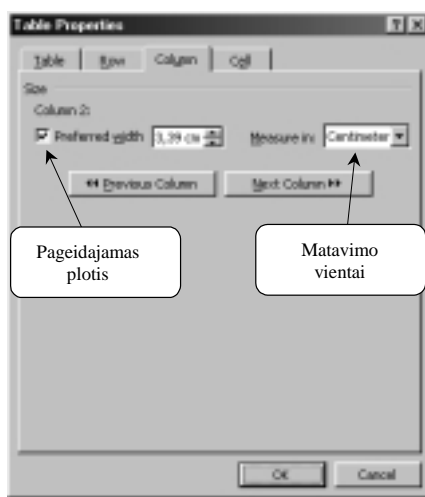 Table Properties
Table Row Column Cell
Size
Column 2:
Preferred width 3,39 cm Measure in: Centimeter
Previous Column Next Column
Pageidajamas
plotis
Matavimo
vientai
OK Cancel